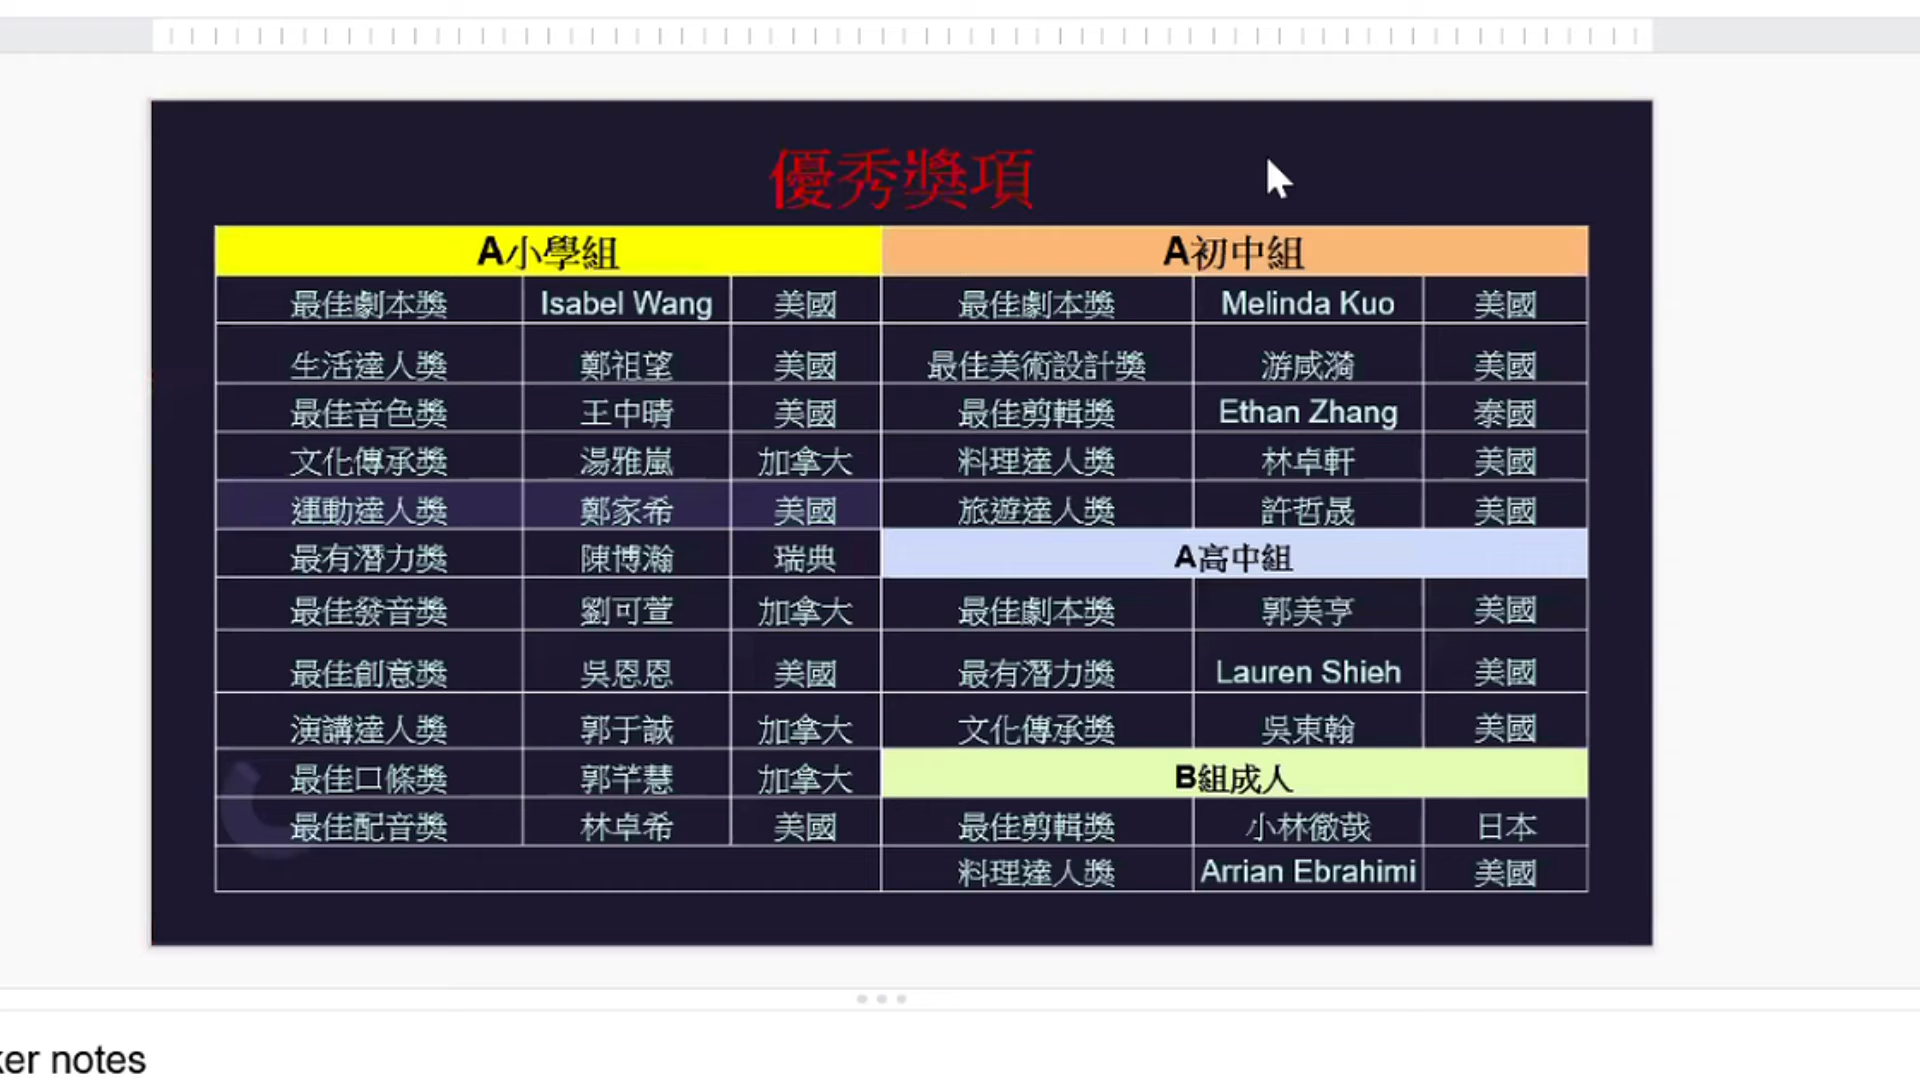 優秀獎項
A小學組
最佳劇本獎 Isabel Wang 美國
生活達人獎 鄭祖望 美國
最佳音色獎 王中晴 美國
文化傳承獎 湯雅嵐 加拿大
運動達人獎 鄭家希 美國
最有潛力獎 陳博瀚 瑞典
最佳發音獎 劉可萱 加拿大
最佳創意獎 吳恩恩 美國
演講達人獎 郭于誠 加拿大
最佳口條獎 郭芊慧 加拿大
最佳配音獎 林卓希 美國
A初中組
最佳劇本獎 Melinda Kuo 美國
最佳美術設計獎 游咸漪 美國
最佳剪輯獎 Ethan Zhang 泰國
料理達人獎 林卓軒 美國
旅遊達人獎 許哲晟 美國
A高中組
最佳劇本獎 郭美亨 美國
最有潛力獎 Lauren Shieh 美國
文化傳承獎 吳東翰 美國
B組成人
最佳剪輯獎 小林徹哉 日本
料理達人獎 Arrian Ebrahimi 美國
ker notes